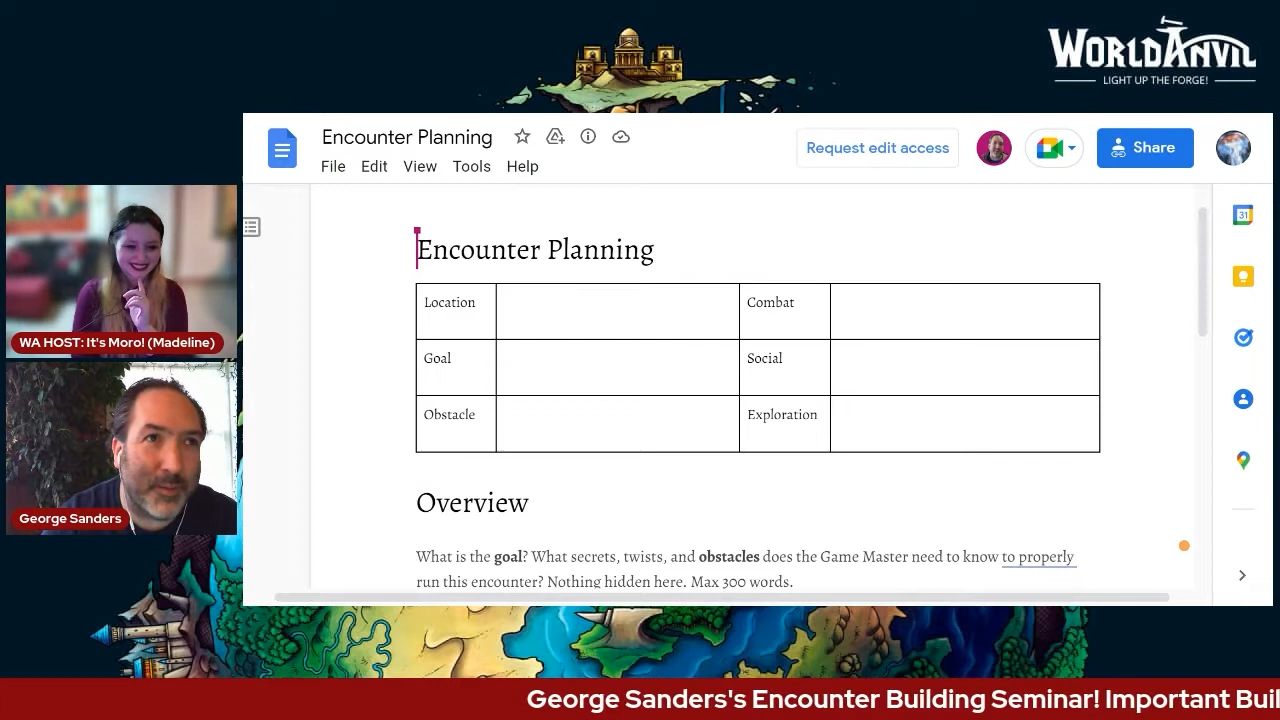 WORLDANVIL
LIGHT UP THE FORGE!
Encounter Planning
Request edit access
Share
File Edit View Tools Help
31
Encounter Planning
Location Combat
Goal Social
Obstacle Exploration
Overview
What is the goal? What secrets, twists, and obstacles does the Game Master need to know to properly
run this encounter? Nothing hidden here. Max 300 words.
WA HOST: It's Moro! (Madeline)
George Sanders
George Sanders's Encounter Building Seminar! Important Buil